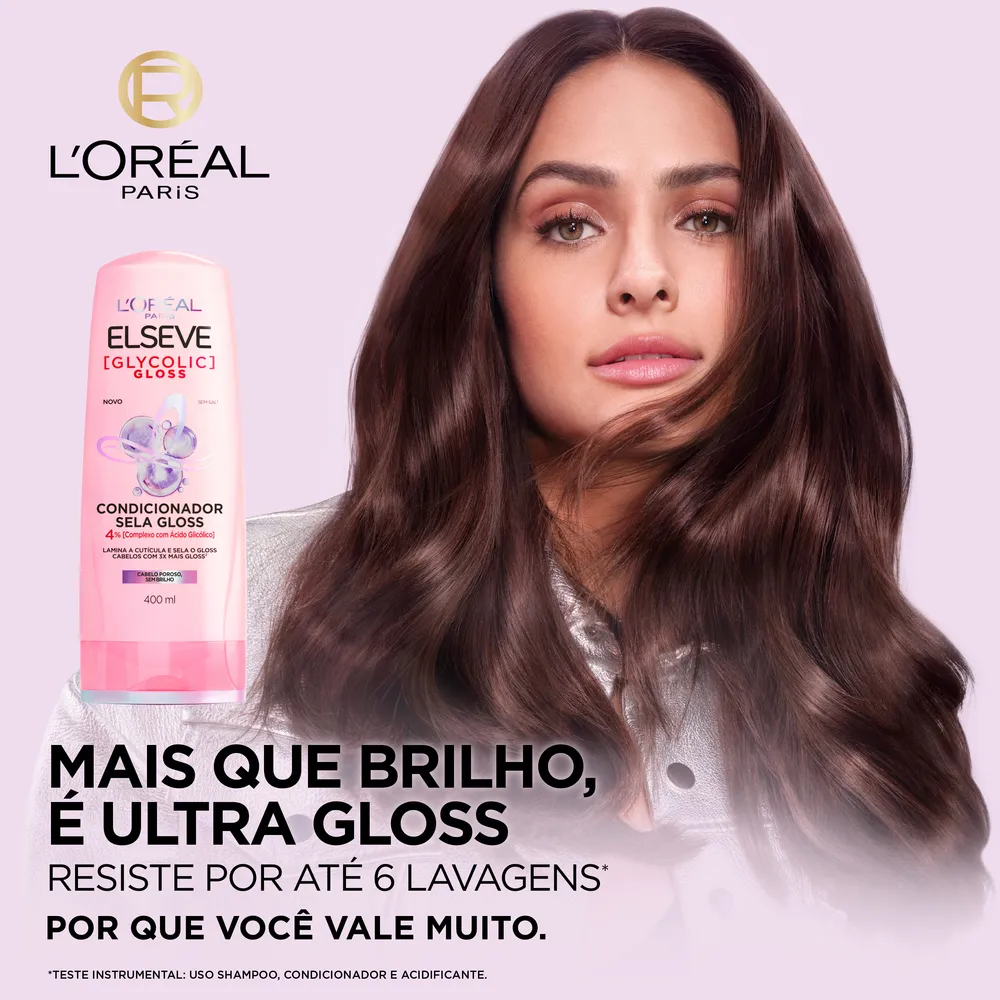 L'ORÉAL
PARiS
L'ORÉAL
PARIS
ELSEVE
[GLYCOLIC]
GLOSS
NOVO
SEM SAL¹
CONDICIONADOR
SELA GLOSS
4% [Complexo com Ácido Glicólico]
LAMINA A CUTÍCULA E SELA O GLOSS
CABELOS COM 3X MAIS GLOSS
CABELO POROSO,
SEM BRILHO
400 ml
MAIS QUE BRILHO,
É ULTRA GLOSS
RESISTE POR ATÉ 6 LAVAGENS*
POR QUE VOCÊ VALE MUITO.
*TESTE INSTRUMENTAL: USO SHAMPOO, CONDICIONADOR E ACIDIFICANTE.